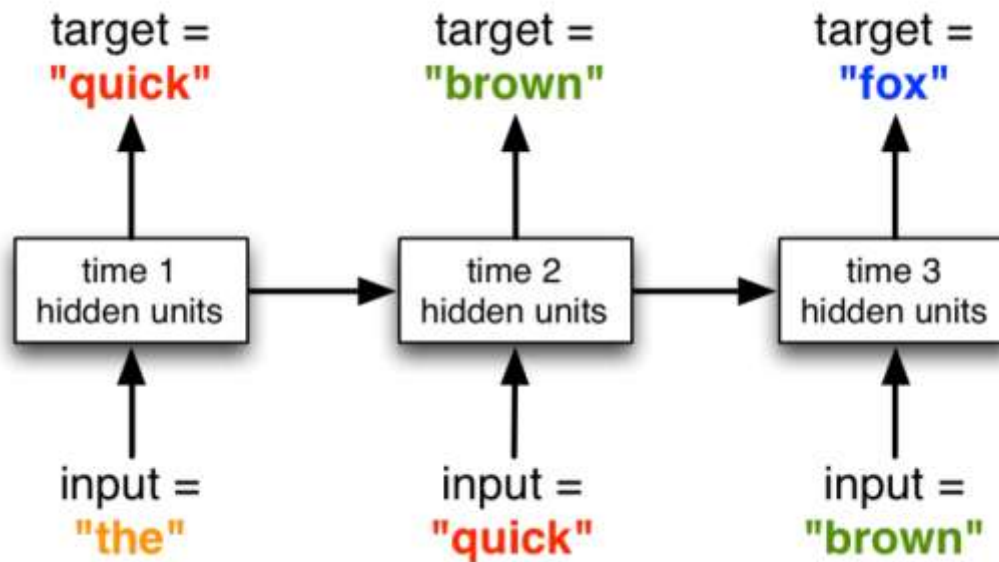 target =
"quick"
target =
"brown"
target =
"fox"
time 1
hidden units
time 2
hidden units
time 3
hidden units
input =
"the"
input =
"quick"
input =
"brown"